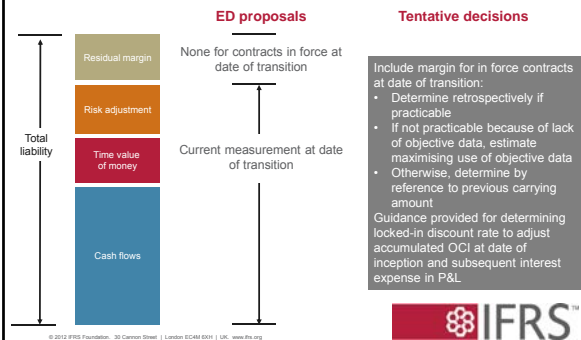 ED proposals
Tentative decisions
Total
liability
Residual margin
Risk adjustment
Time value
of money
Cash flows
None for contracts in force at
date of transition
Current measurement at date
of transition
Include margin for in force contracts
at date of transition:
• Determine retrospectively if
practicable
• If not practicable because of lack
of objective data, estimate
maximising use of objective data
• Otherwise, determine by
reference to previous carrying
amount
Guidance provided for determining
locked-in discount rate to adjust
accumulated OCI at date of
inception and subsequent interest
expense in P&L
© 2012 IFRS Foundation. 30 Cannon Street | London EC4M 6XH | UK. www.ifrs.org
IFRS™